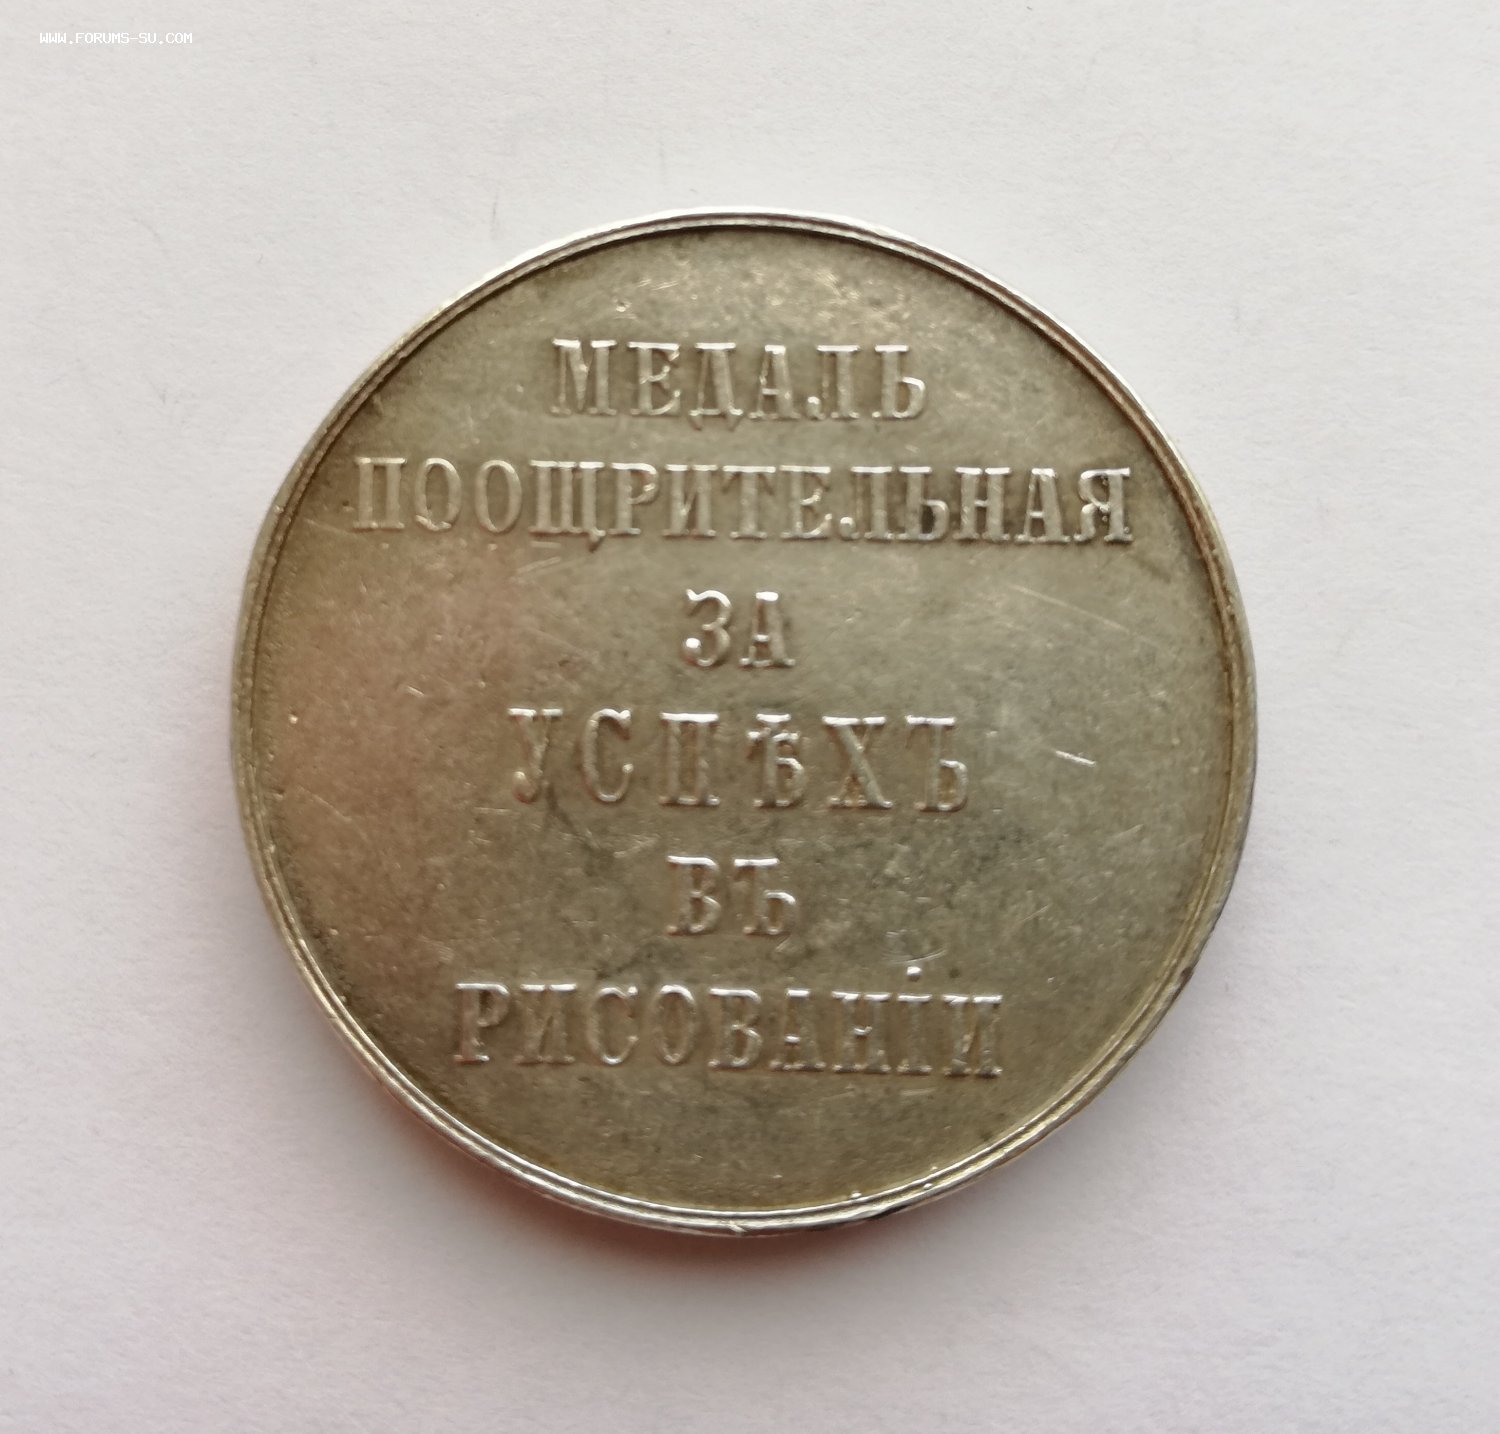 WWW.FORUMS-SU.COM
МЕДАЛЬ
ПООЩРИТЕЛЬНАЯ
ЗА
УСПѢХЪ
ВЪ
РИСОВАНІИ